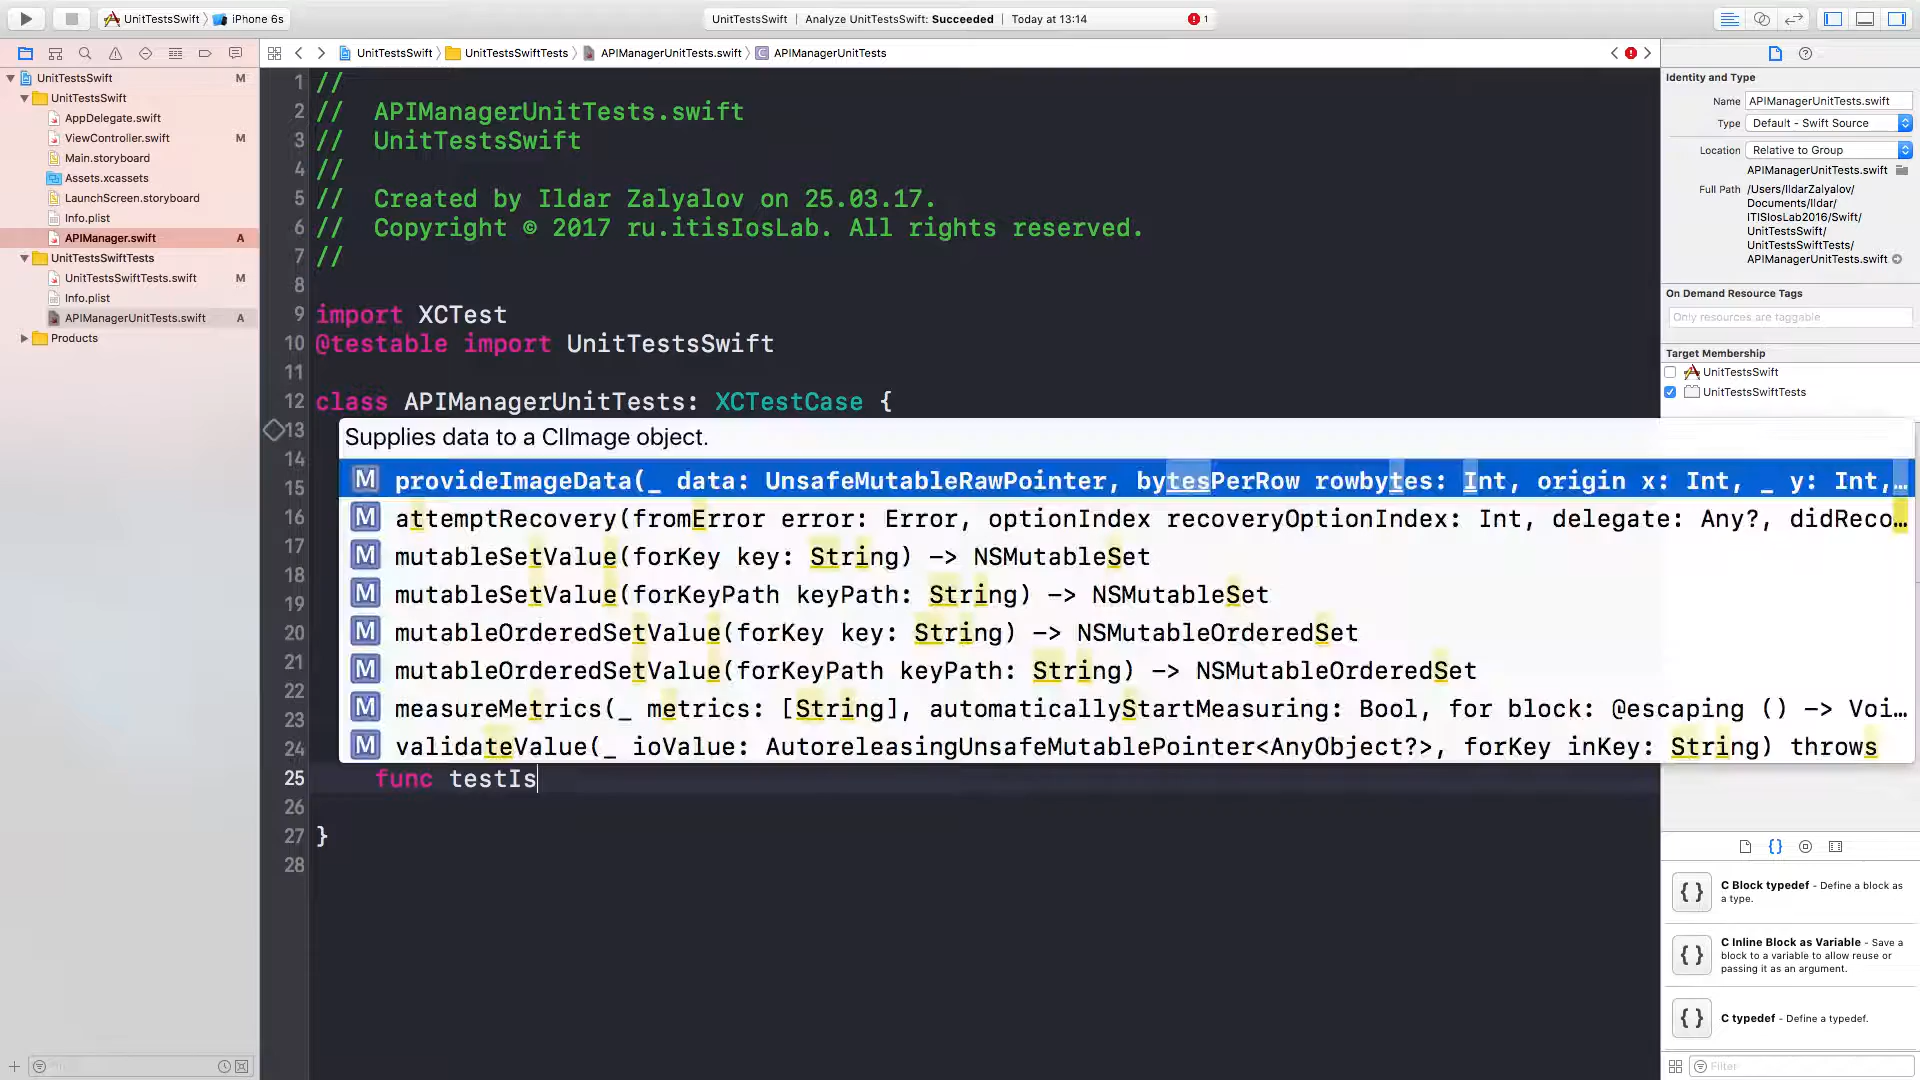 UnitTestsSwift 〉 iPhone 6s
UnitTestsSwift | Analyze UnitTestsSwift: Succeeded | Today at 13:14
1
UnitTestsSwift 〉 UnitTestsSwiftTests 〉 APIManagerUnitTests.swift 〉 APIManagerUnitTests
UnitTestsSwift M
UnitTestsSwift
AppDelegate.swift
ViewController.swift M
Main.storyboard
Assets.xcassets
LaunchScreen.storyboard
Info.plist
APIManager.swift A
UnitTestsSwiftTests
UnitTestsSwiftTests.swift M
Info.plist
APIManagerUnitTests.swift A
Products
1 //
2 // APIManagerUnitTests.swift
3 // UnitTestsSwift
4 //
5 // Created by Ildar Zalyalov on 25.03.17.
6 // Copyright © 2017 ru.itisIosLab. All rights reserved.
7 //
8
9 import XCTest
10 @testable import UnitTestsSwift
11
12 class APIManagerUnitTests: XCTestCase {
13
14
15
16
17
18
19
20
21
22
23
24
Supplies data to a CIImage object.
M provideImageData(_ data: UnsafeMutableRawPointer, bytesPerRow rowbytes: Int, origin x: Int, _ y: Int,…
M attemptRecovery(fromError error: Error, optionIndex recoveryOptionIndex: Int, delegate: Any?, didReco…
M mutableSetValue(forKey key: String) -> NSMutableSet
M mutableSetValue(forKeyPath keyPath: String) -> NSMutableSet
M mutableOrderedSetValue(forKey key: String) -> NSMutableOrderedSet
M mutableOrderedSetValue(forKeyPath keyPath: String) -> NSMutableOrderedSet
M measureMetrics(_ metrics: [String], automaticallyStartMeasuring: Bool, for block: @escaping () -> Voi…
M validateValue(_ ioValue: AutoreleasingUnsafeMutablePointer<AnyObject?>, forKey inKey: String) throws
25 func testIs
26
27 }
28
Identity and Type
Name APIManagerUnitTests.swift
Type Default - Swift Source
Location Relative to Group
APIManagerUnitTests.swift
Full Path /Users/IldarZalyalov/
Documents/Ildar/
ITISIosLab2016/Swift/
UnitTestsSwift/
UnitTestsSwiftTests/
APIManagerUnitTests.swift
On Demand Resource Tags
Only resources are taggable
Target Membership
UnitTestsSwift
UnitTestsSwiftTests
{ } C Block typedef - Define a block as
a type.
{ } C Inline Block as Variable - Save a
block to a variable to allow reuse or
passing it as an argument.
{ } C typedef - Define a typedef.
Filter